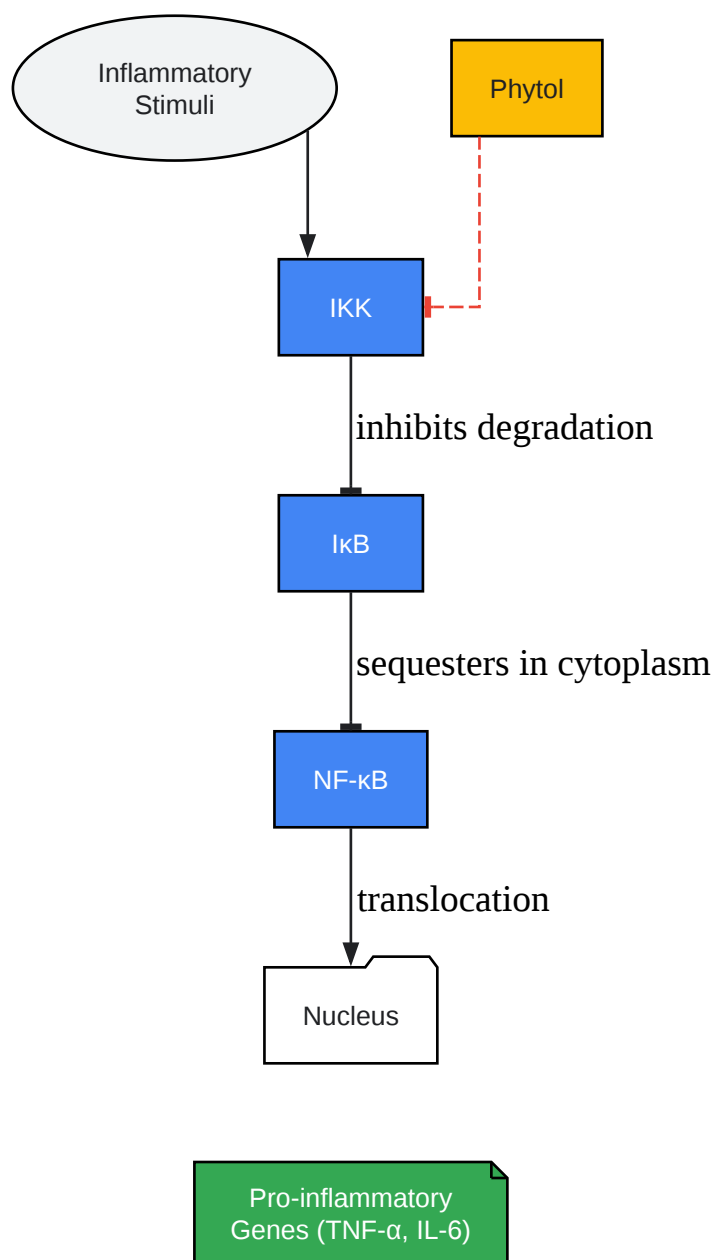 Inflammatory
Stimuli
Phytol
IKK
inhibits degradation
IκB
sequesters in cytoplasm
NF-κB
translocation
Nucleus
Pro-inflammatory
Genes (TNF-α, IL-6)